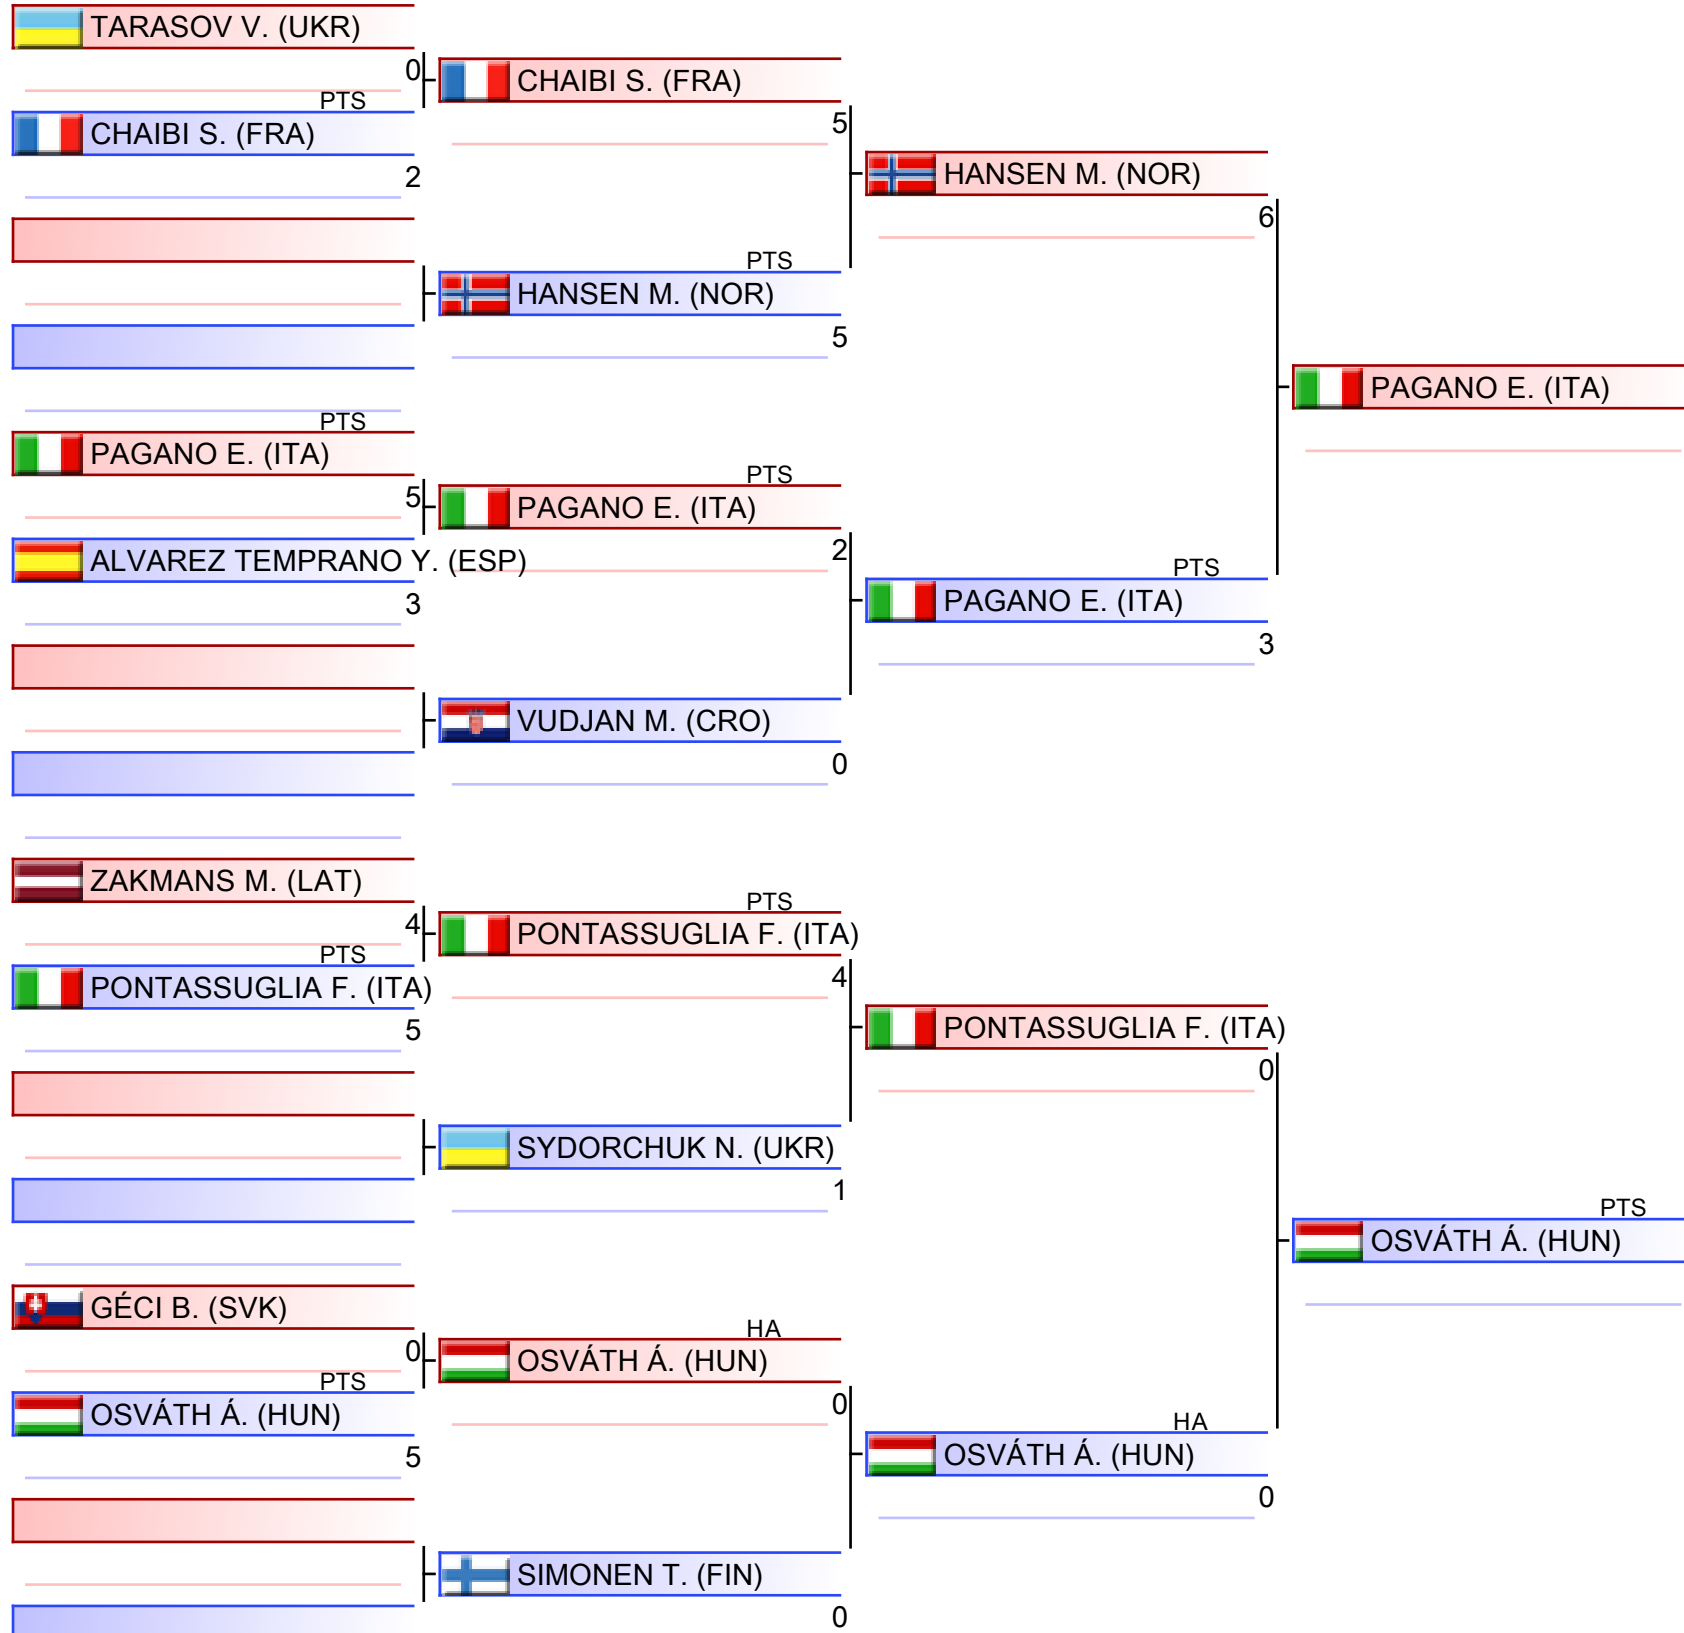 TARASOV V. (UKR)
0
PTS
CHAIBI S. (FRA)
2
PTS
PAGANO E. (ITA)
5
ALVAREZ TEMPRANO Y. (ESP)
3
ZAKMANS M. (LAT)
4
PTS
PONTASSUGLIA F. (ITA)
5
GÉCI B. (SVK)
0
PTS
OSVÁTH Á. (HUN)
5
CHAIBI S. (FRA)
5
PTS
HANSEN M. (NOR)
5
PTS
PAGANO E. (ITA)
2
VUDJAN M. (CRO)
0
PTS
PONTASSUGLIA F. (ITA)
4
SYDORCHUK N. (UKR)
1
HA
OSVÁTH Á. (HUN)
0
SIMONEN T. (FIN)
0
HANSEN M. (NOR)
6
PTS
PAGANO E. (ITA)
3
PONTASSUGLIA F. (ITA)
0
HA
OSVÁTH Á. (HUN)
0
PAGANO E. (ITA)
PTS
OSVÁTH Á. (HUN)